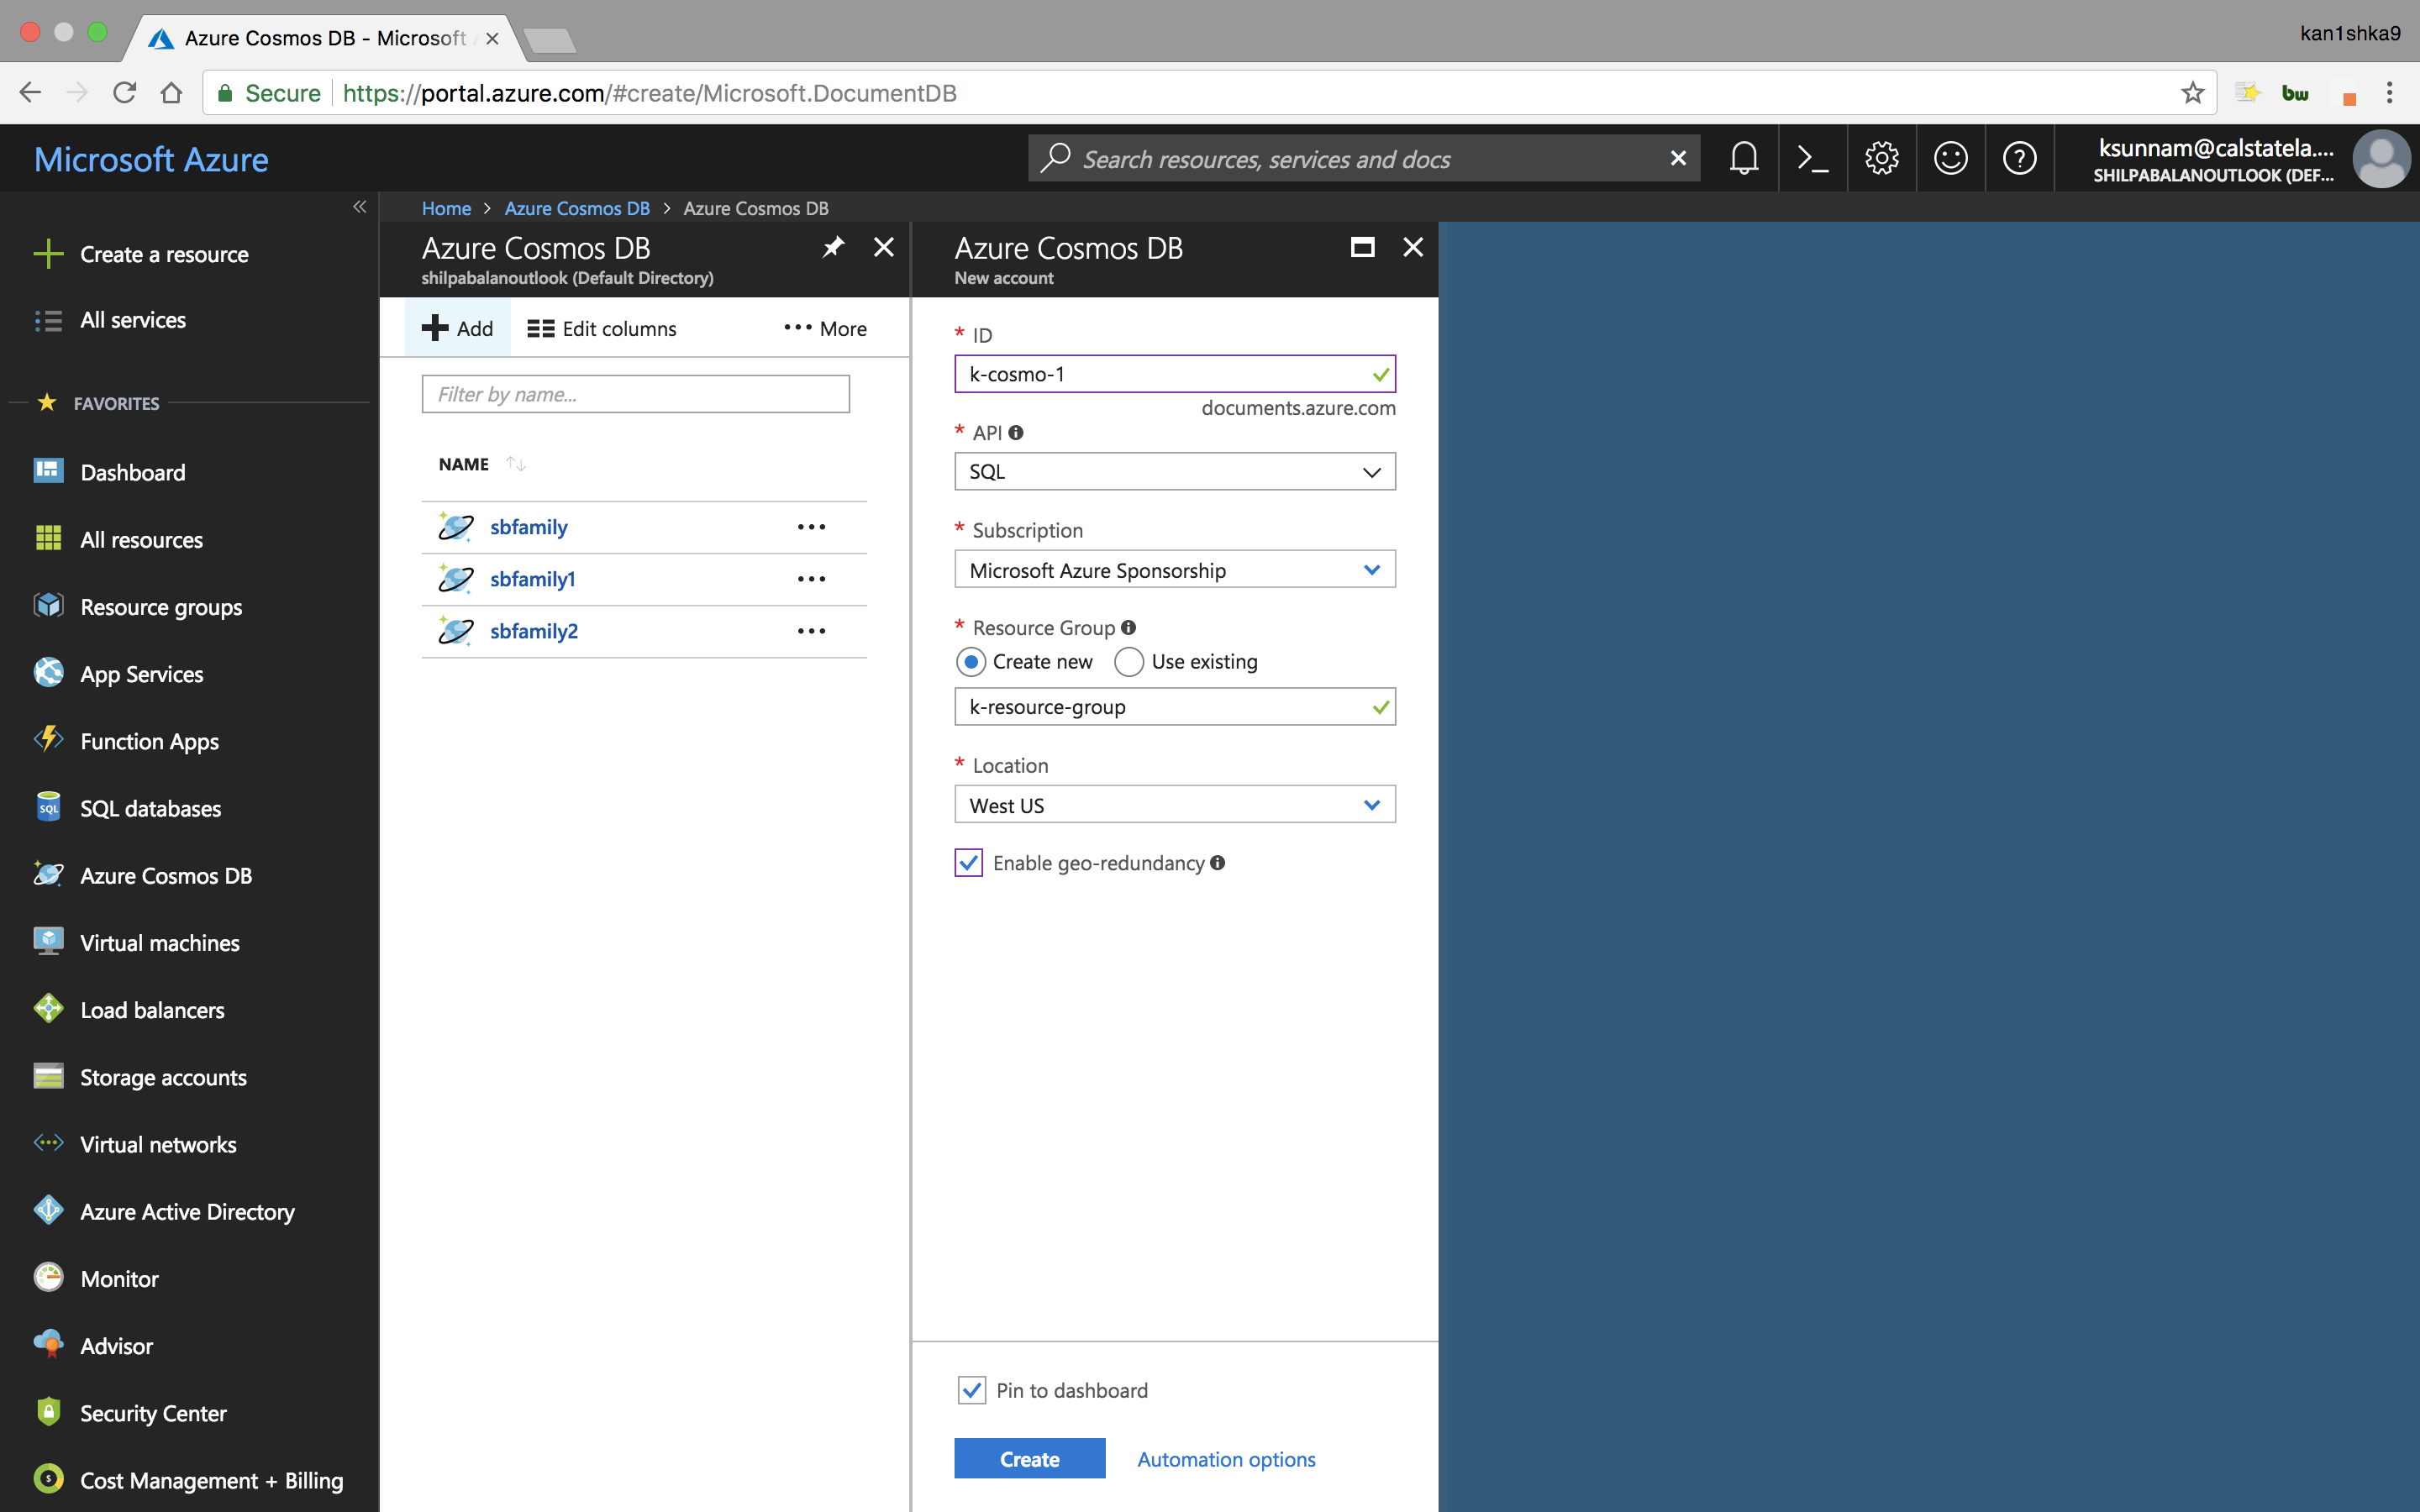 Azure Cosmos DB - Microsoft
kan1shka9
Secure https://portal.azure.com/#create/Microsoft.DocumentDB
bw
Microsoft Azure
Search resources, services and docs
ksunnam@calstatela....
SHILPABALANOUTLOOK (DEF...
Home > Azure Cosmos DB > Azure Cosmos DB
Create a resource
All services
FAVORITES
Dashboard
All resources
Resource groups
App Services
Function Apps
SQL
SQL databases
Azure Cosmos DB
Virtual machines
Load balancers
Storage accounts
Virtual networks
Azure Active Directory
Monitor
Advisor
Security Center
Cost Management + Billing
Azure Cosmos DB
shilpabalanoutlook (Default Directory)
Add Edit columns More
Filter by name...
NAME
sbfamily
sbfamily1
sbfamily2
Azure Cosmos DB
New account
* ID
k-cosmo-1
documents.azure.com
* API
SQL
* Subscription
Microsoft Azure Sponsorship
* Resource Group
Create new Use existing
k-resource-group
* Location
West US
Enable geo-redundancy
Pin to dashboard
Create Automation options